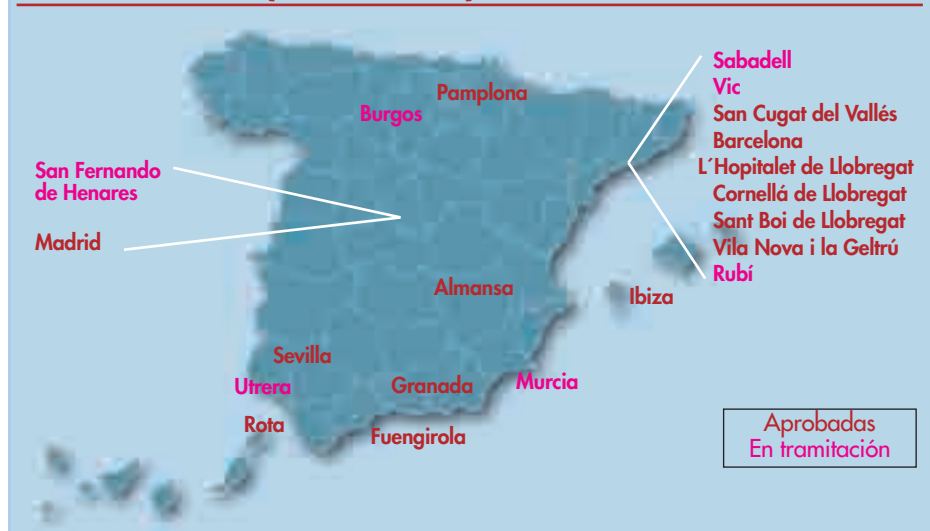 Pamplona
Burgos
San Fernando
de Henares
Madrid
Sabadell
Vic
San Cugat del Vallés
Barcelona
L´Hopitalet de Llobregat
Cornellá de Llobregat
Sant Boi de Llobregat
Vila Nova i la Geltrú
Rubí
Almansa
Ibiza
Sevilla
Utrera
Granada
Murcia
Rota
Fuengirola
Aprobadas
En tramitación